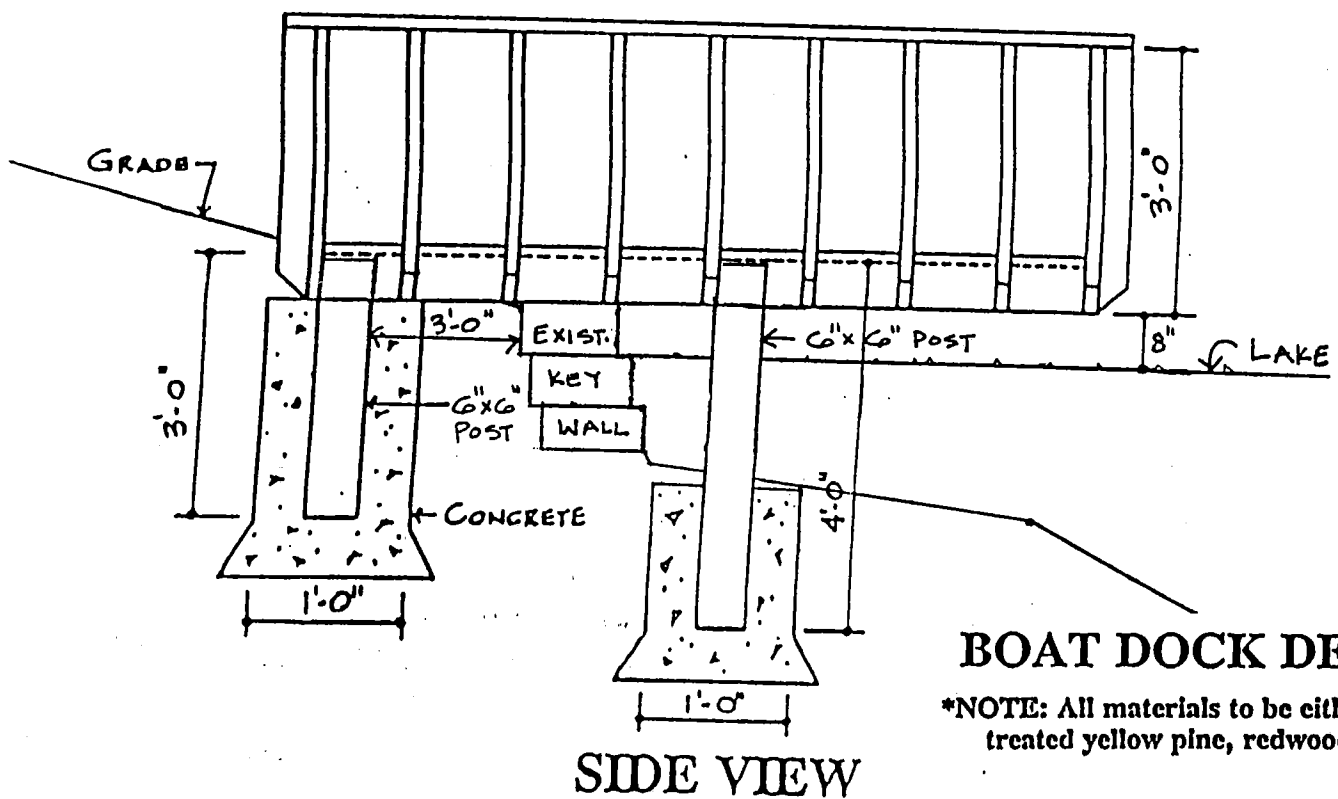 GRADE
3'-0"
3'-0"
EXIST.
6"x 6" POST
8"
LAKE
KEY
WALL
3'-0"
6"x6"
POST
CONCRETE
4'-0"
1'-0"
1'-0"
BOAT DOCK DE
*NOTE: All materials to be eith
treated yellow pine, redwoo
SIDE VIEW